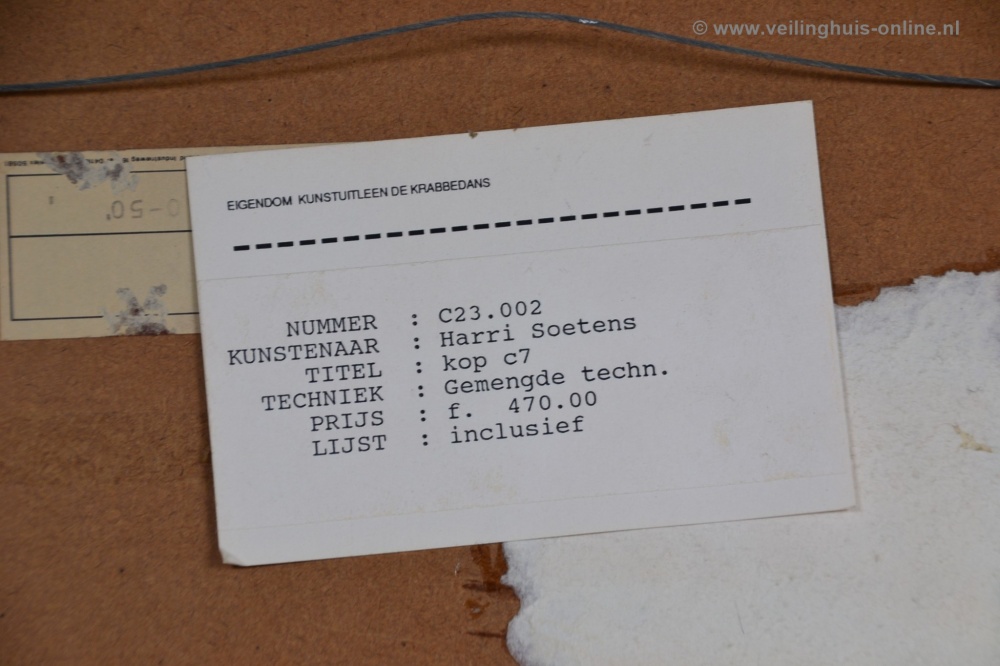 © www.veilinghuis-online.nl
EIGENDOM KUNSTUITLEEN DE KRABBEDANS
NUMMER : C23.002
KUNSTENAAR : Harri Soetens
TITEL : kop c7
TECHNIEK : Gemengde techn.
PRIJS : f. 470.00
LIJST : inclusief